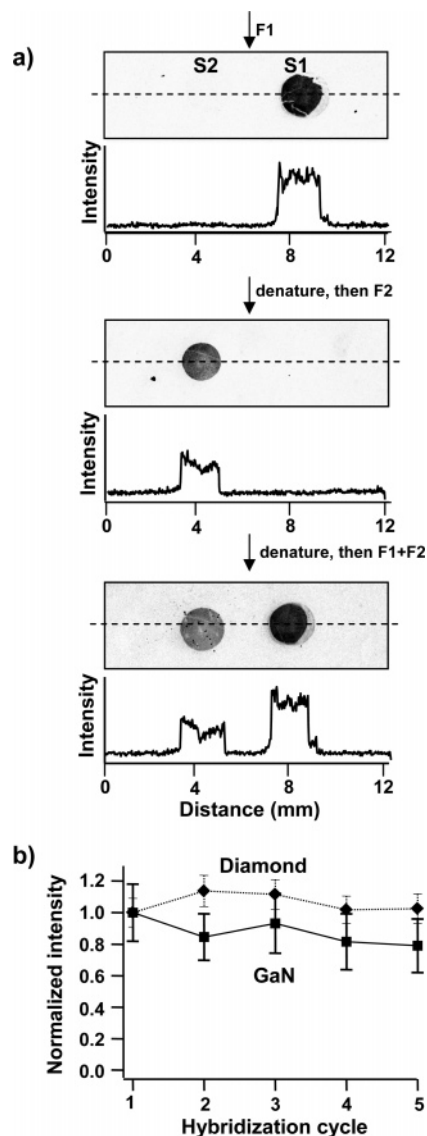 F1
a)
S2 S1
Intensity
0 4 8 12
denature, then F2
Intensity
0 4 8 12
denature, then F1+F2
Intensity
0 4 8 12
Distance (mm)
b)
Normalized intensity
1.2
1.0
0.8
0.6
0.4
0.2
0.0
Diamond
GaN
1 2 3 4 5
Hybridization cycle